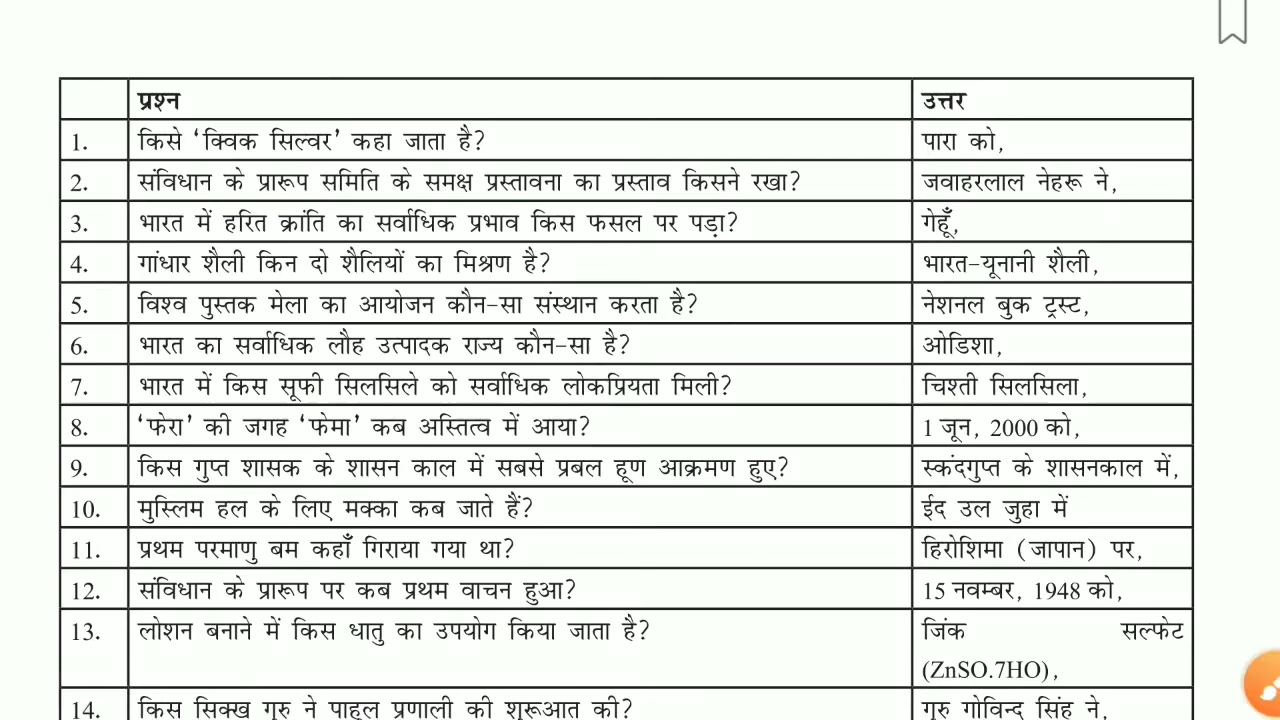 प्रश्न उत्तर
1. किसे ‘क्विक सिल्वर’ कहा जाता है? पारा को,
2. संविधान के प्रारूप समिति के समक्ष प्रस्तावना का प्रस्ताव किसने रखा? जवाहरलाल नेहरू ने,
3. भारत में हरित क्रांति का सर्वाधिक प्रभाव किस फसल पर पड़ा? गेहूँ,
4. गांधार शैली किन दो शैलियों का मिश्रण है? भारत-यूनानी शैली,
5. विश्व पुस्तक मेला का आयोजन कौन-सा संस्थान करता है? नेशनल बुक ट्रस्ट,
6. भारत का सर्वाधिक लौह उत्पादक राज्य कौन-सा है? ओडिशा,
7. भारत में किस सूफी सिलसिले को सर्वाधिक लोकप्रियता मिली? चिश्ती सिलसिला,
8. ‘फेरा’ की जगह ‘फेमा’ कब अस्तित्व में आया? 1 जून, 2000 को,
9. किस गुप्त शासक के शासन काल में सबसे प्रबल हूण आक्रमण हुए? स्कंदगुप्त के शासनकाल में,
10. मुस्लिम हल के लिए मक्का कब जाते हैं? ईद उल जुहा में
11. प्रथम परमाणु बम कहाँ गिराया गया था? हिरोशिमा (जापान) पर,
12. संविधान के प्रारूप पर कब प्रथम वाचन हुआ? 15 नवम्बर, 1948 को,
13. लोशन बनाने में किस धातु का उपयोग किया जाता है? जिंक सल्फेट
(ZnSO.7HO),
14. किस सिक्ख गुरु ने पाहुल प्रणाली की शुरूआत की? गुरु गोविन्द सिंह ने,